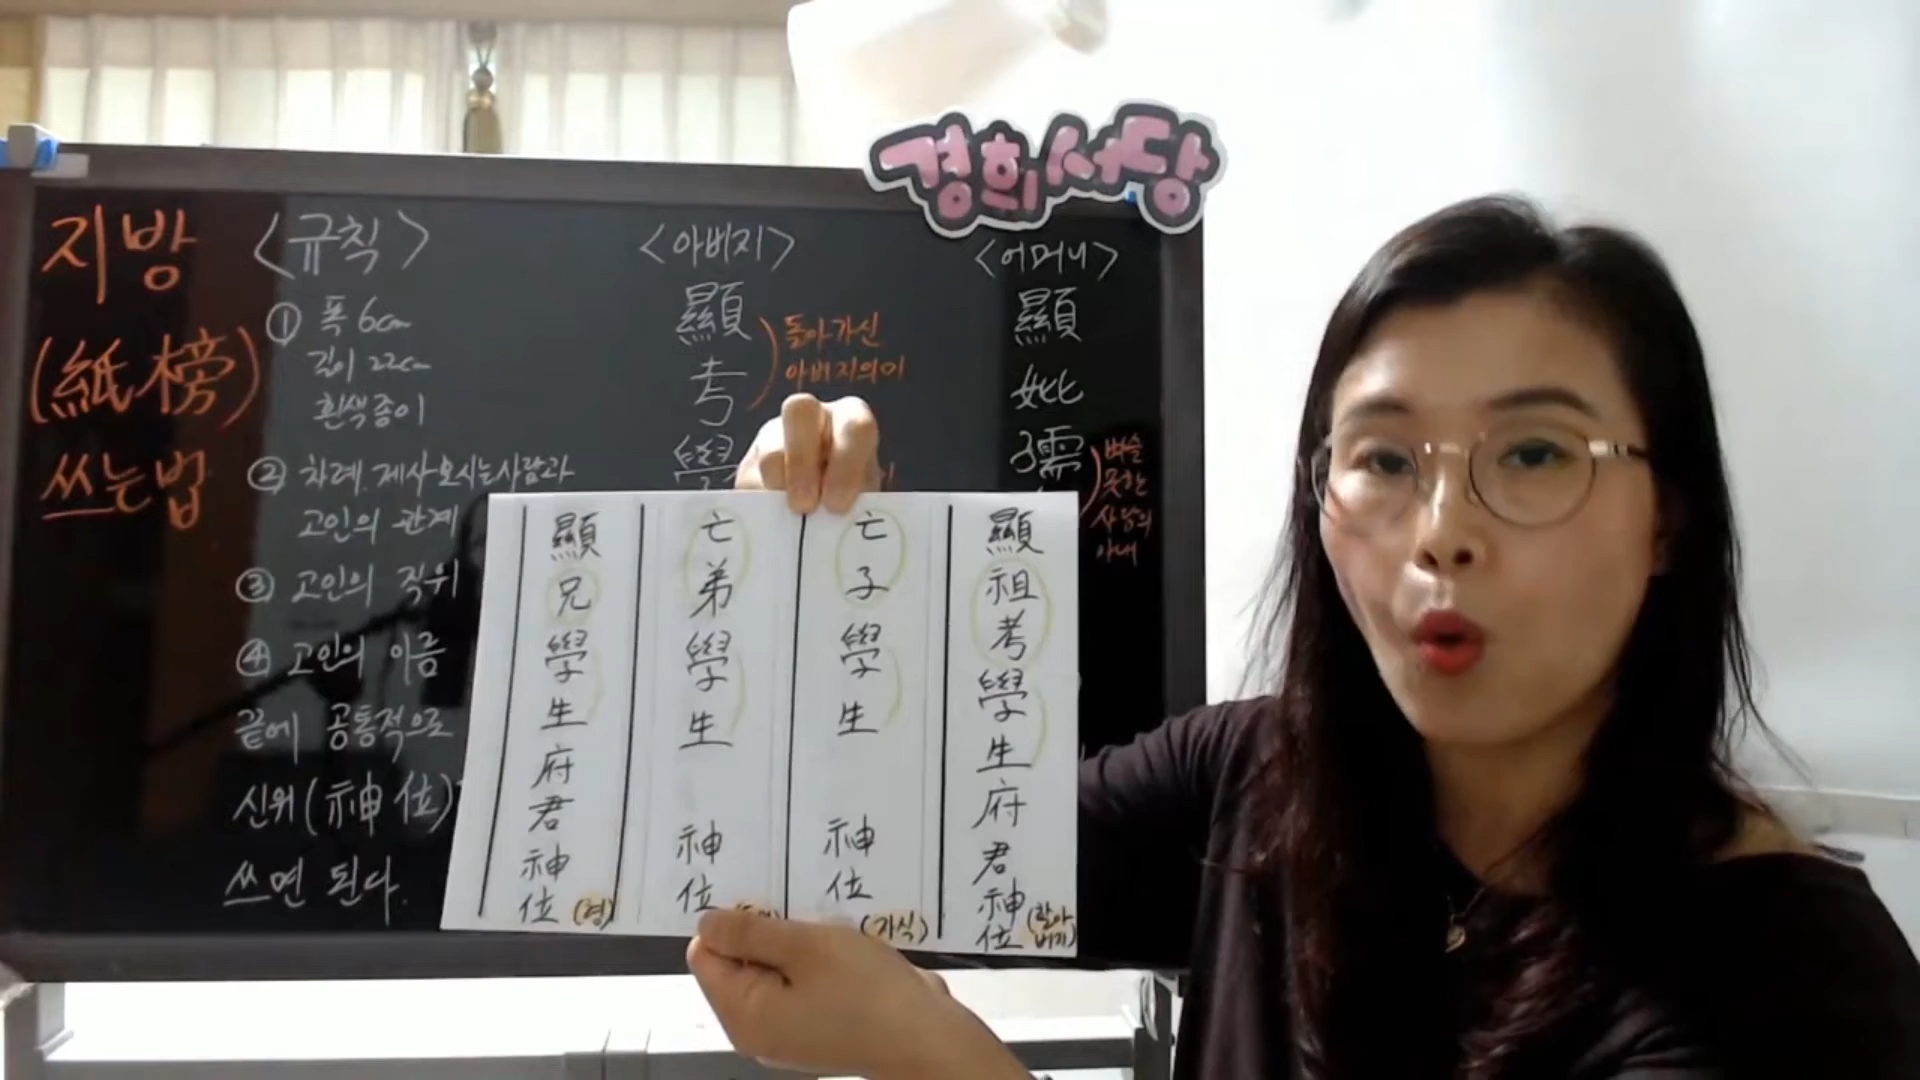 경희서당
지방
(紙榜)
쓰는법
<규칙>
① 폭 6cm
길이 22cm
흰색종이
② 차례. 제사 모시는 사람과
고인의 관계
③ 고인의 직위
④ 고인의 이름
끝에 공통적으로
신위(神位)
쓰면 된다.
<아버지>
顯
考
學
돌아가신
아버지의미
<어머니>
顯
妣
孺
벼슬
못한
사람의
아내
顯兄學生府君神位
(형)
亡弟學生 神位
亡子學生 神位
(자식)
顯祖考學生府君神位
(할아
버지)